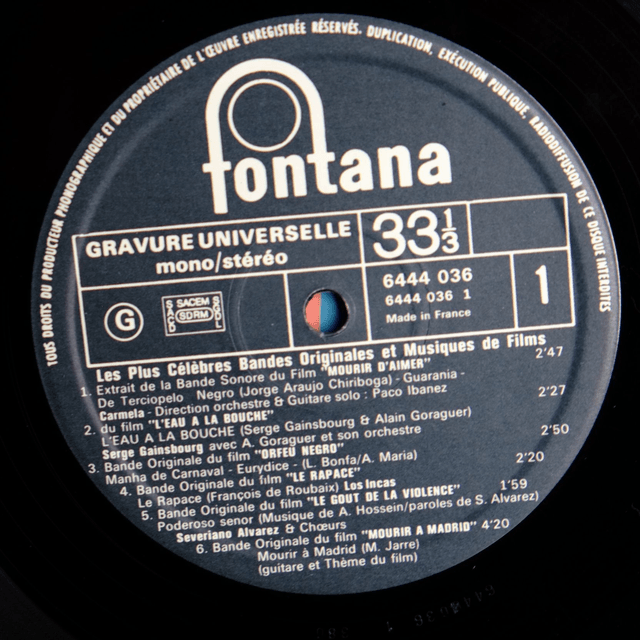 TOUS DROITS DU PRODUCTEUR PHONOGRAPHIQUE ET DU PROPRIÉTAIRE DE L'ŒUVRE ENREGISTRÉE RÉSERVÉS. DUPLICATION, EXÉCUTION PUBLIQUE, RADIODIFFUSION DE CE DISQUE INTERDITES
fontana
GRAVURE UNIVERSELLE
mono/stéréo
33 1/3
G
SACEM
SACD
SDRM
SGDL
6444 036
6444 036 1
Made in France
1
Les Plus Célèbres Bandes Originales et Musiques de Films
1. Extrait de la Bande Sonore du Film "MOURIR D'AIMER" 2'47
De Terciopelo Negro (Jorge Araujo Chiriboga) - Guarania -
Carmela - Direction orchestre & Guitare solo : Paco Ibanez
2. du film "L'EAU A LA BOUCHE" 2'27
L'EAU A LA BOUCHE (Serge Gainsbourg & Alain Goraguer)
Serge Gainsbourg avec A. Goraguer et son orchestre
3. Bande Originale du film "ORFEU NEGRO" 2'50
Manha de Carnaval - Eurydice - (L. Bonfa/A. Maria)
4. Bande Originale du film "LE RAPACE" 2'20
Le Rapace (François de Roubaix) Los Incas
5. Bande Originale du film "LE GOUT DE LA VIOLENCE" 1'59
Poderoso senor (Musique de A. Hossein/paroles de S. Alvarez)
Severiano Alvarez & Chœurs
6. Bande Originale du film "MOURIR A MADRID" 4'20
Mourir à Madrid (M. Jarre)
(guitare et Thème du film)